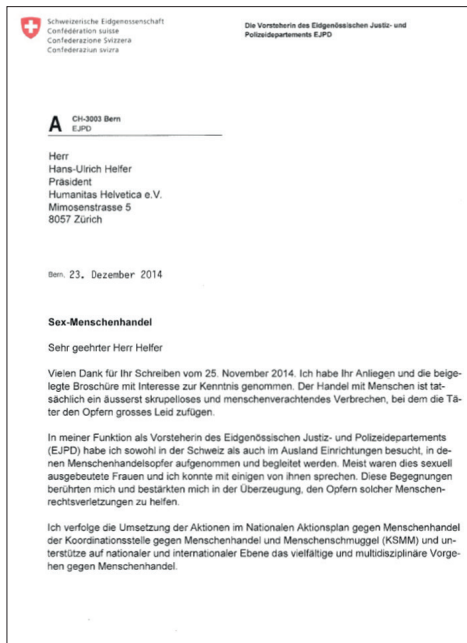 Schweizerische Eidgenossenschaft
Confédération suisse
Confederazione Svizzera
Confederaziun svizra
Die Vorsteherin des Eidgenössischen Justiz- und
Polizeidepartements EJPD
A CH-3003 Bern
EJPD
Herr
Hans-Ulrich Helfer
Präsident
Humanitas Helvetica e.V.
Mimosenstrasse 5
8057 Zürich
Bern, 23. Dezember 2014
Sex-Menschenhandel
Sehr geehrter Herr Helfer
Vielen Dank für Ihr Schreiben vom 25. November 2014. Ich habe Ihr Anliegen und die beige-
legte Broschüre mit Interesse zur Kenntnis genommen. Der Handel mit Menschen ist tat-
sächlich ein äusserst skrupelloses und menschenverachtendes Verbrechen, bei dem die Tä-
ter den Opfern grosses Leid zufügen.
In meiner Funktion als Vorsteherin des Eidgenössischen Justiz- und Polizeidepartements
(EJPD) habe ich sowohl in der Schweiz als auch im Ausland Einrichtungen besucht, in de-
nen Menschenhandelsopfer aufgenommen und begleitet werden. Meist waren dies sexuell
ausgebeutete Frauen und ich konnte mit einigen von ihnen sprechen. Diese Begegnungen
berührten mich und bestärkten mich in der Überzeugung, den Opfern solcher Menschen-
rechtsverletzungen zu helfen.
Ich verfolge die Umsetzung der Aktionen im Nationalen Aktionsplan gegen Menschenhandel
der Koordinationsstelle gegen Menschenhandel und Menschenschmuggel (KSMM) und un-
terstütze auf nationaler und internationaler Ebene das vielfältige und multidisziplinäre Vorge-
hen gegen Menschenhandel.